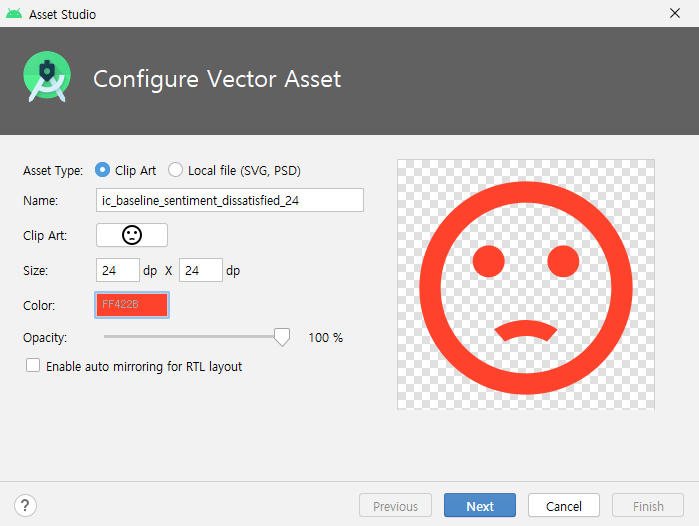 Asset Studio
Configure Vector Asset
Asset Type: Clip Art Local file (SVG, PSD)
Name: ic_baseline_sentiment_dissatisfied_24
Clip Art:
Size: 24 dp X 24 dp
Color: FF422B
Opacity: 100 %
Enable auto mirroring for RTL layout
? Previous Next Cancel Finish